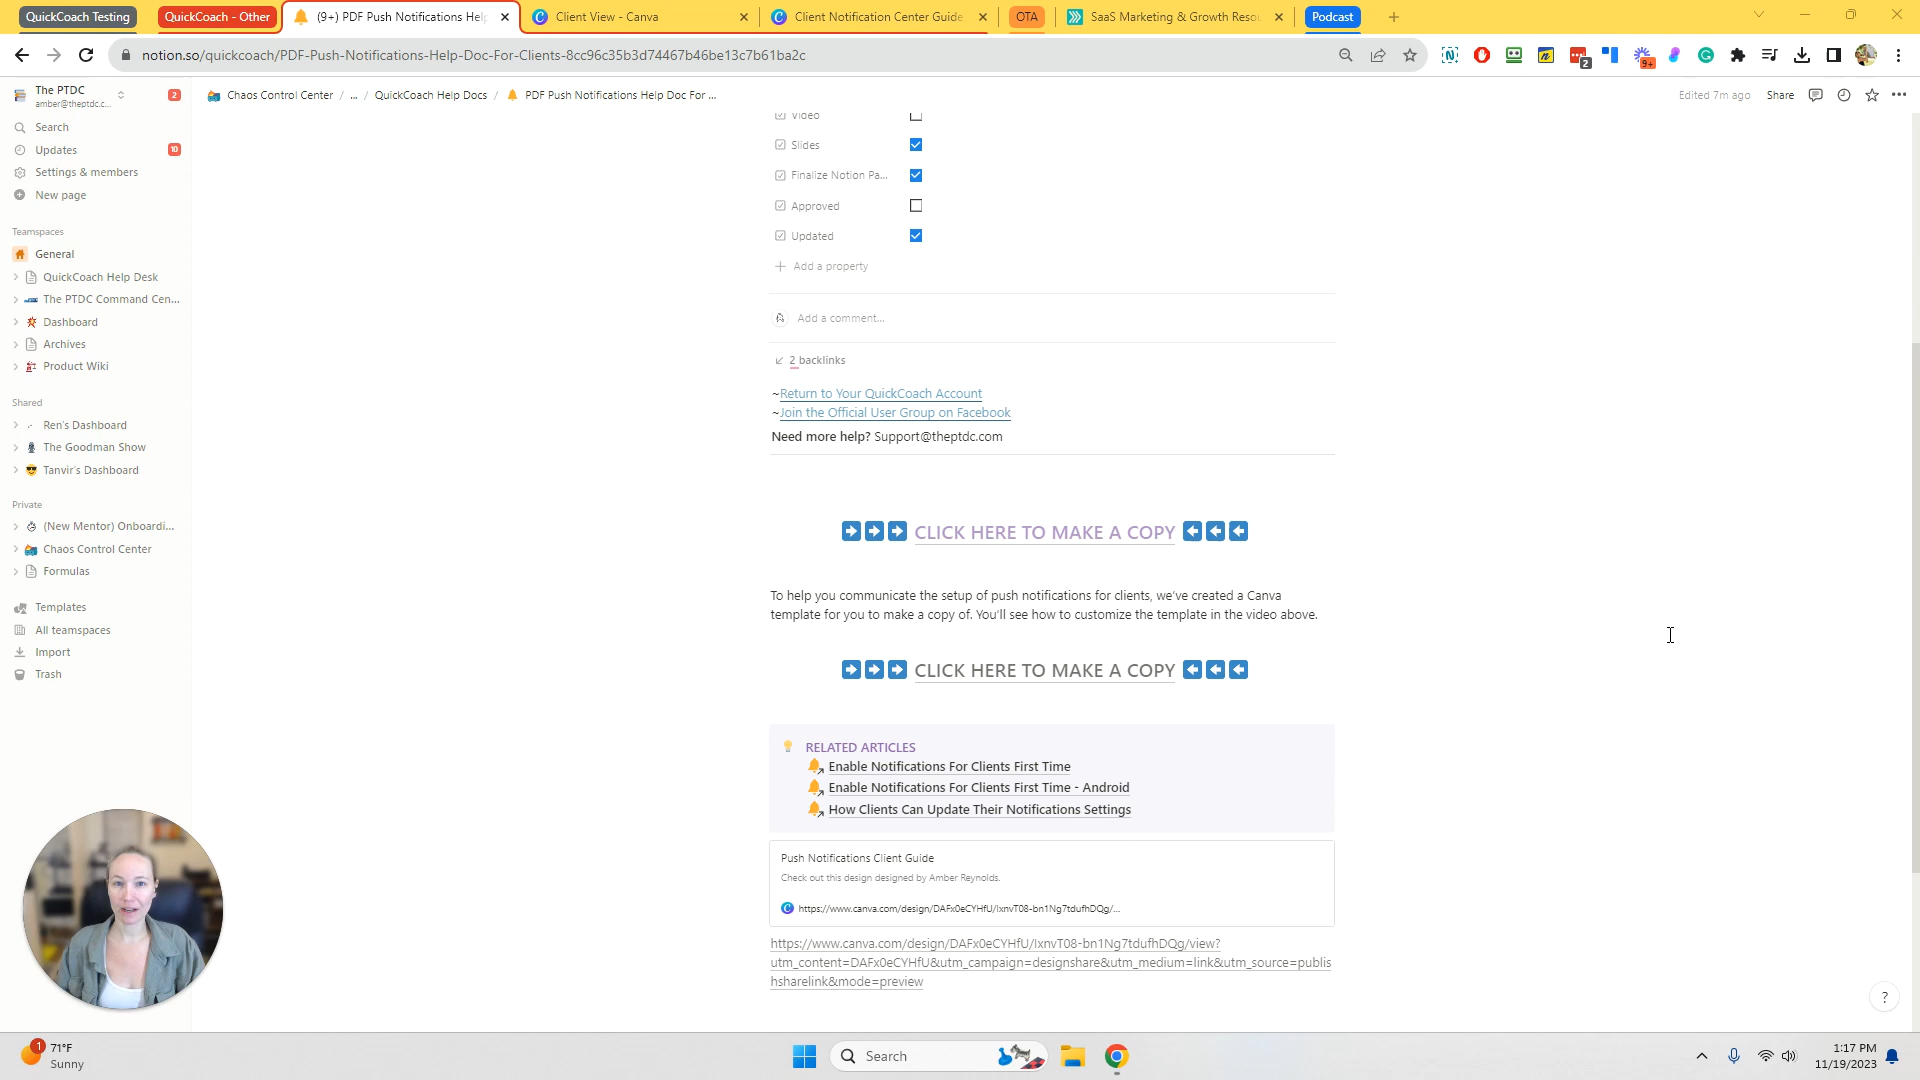 QuickCoach Testing
QuickCoach - Other
(9+) PDF Push Notifications Help
Client View - Canva
Client Notification Center Guide
OTA
SaaS Marketing & Growth Reso
Podcast
notion.so/quickcoach/PDF-Push-Notifications-Help-Doc-For-Clients-8cc96c35b3d74467b46be13c7b61ba2c
2
9+
The PTDC
amber@theptdc.c...
2
Search
Updates
10
Settings & members
New page
Teamspaces
General
QuickCoach Help Desk
The PTDC Command Cen...
Dashboard
Archives
Product Wiki
Shared
Ren's Dashboard
The Goodman Show
Tanvir's Dashboard
Private
(New Mentor) Onboardi...
Chaos Control Center
Formulas
Templates
All teamspaces
Import
Trash
Chaos Control Center / ... / QuickCoach Help Docs / PDF Push Notifications Help Doc For ...
Edited 7m ago
Share
Video
Slides
Finalize Notion Pa...
Approved
Updated
Add a property
Add a comment...
2 backlinks
~Return to Your QuickCoach Account
~Join the Official User Group on Facebook
Need more help? Support@theptdc.com
CLICK HERE TO MAKE A COPY
To help you communicate the setup of push notifications for clients, we've created a Canva
template for you to make a copy of. You'll see how to customize the template in the video above.
CLICK HERE TO MAKE A COPY
RELATED ARTICLES
Enable Notifications For Clients First Time
Enable Notifications For Clients First Time - Android
How Clients Can Update Their Notifications Settings
Push Notifications Client Guide
Check out this design designed by Amber Reynolds.
https://www.canva.com/design/DAFx0eCYHfU/IxnvT08-bn1Ng7tdufhDQg/...
https://www.canva.com/design/DAFx0eCYHfU/IxnvT08-bn1Ng7tdufhDQg/view?
utm_content=DAFx0eCYHfU&utm_campaign=designshare&utm_medium=link&utm_source=publis
hsharelink&mode=preview
?
1
71°F
Sunny
Search
1:17 PM
11/19/2023